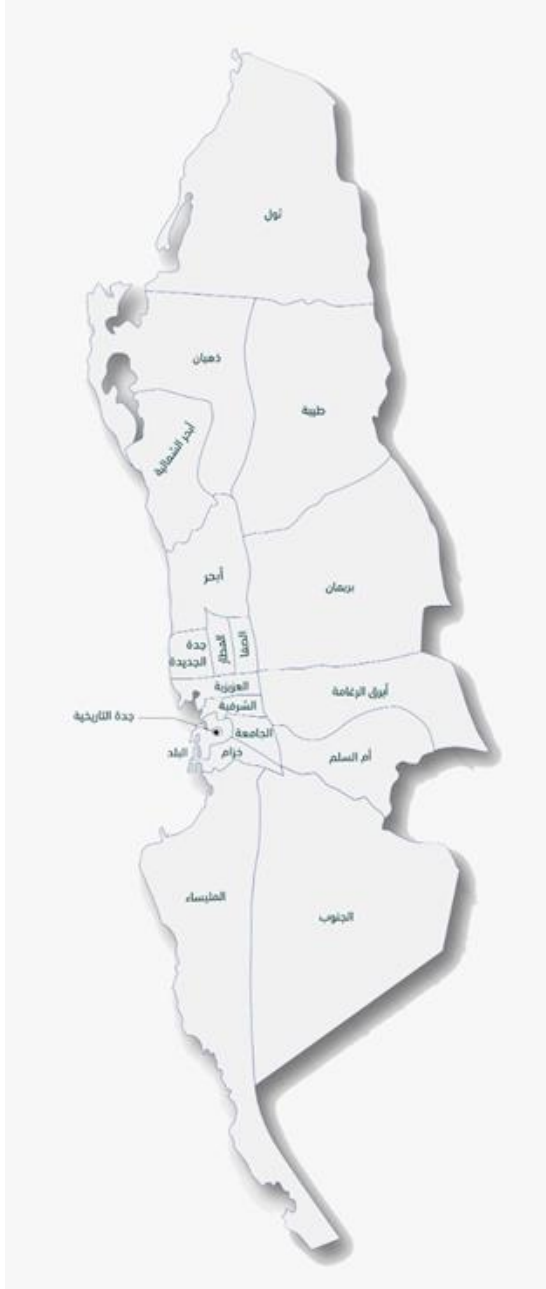 ثول
ذهبان
طيبة
أبحر الشمالية
أبحر
بريمان
الصفا
المطار
جدة
الجديدة
العزيزية
أبرق الرغامة
الشرفية
جدة التاريخية
الجامعة
أم السلم
خزام
البلد
المليساء
الجنوب